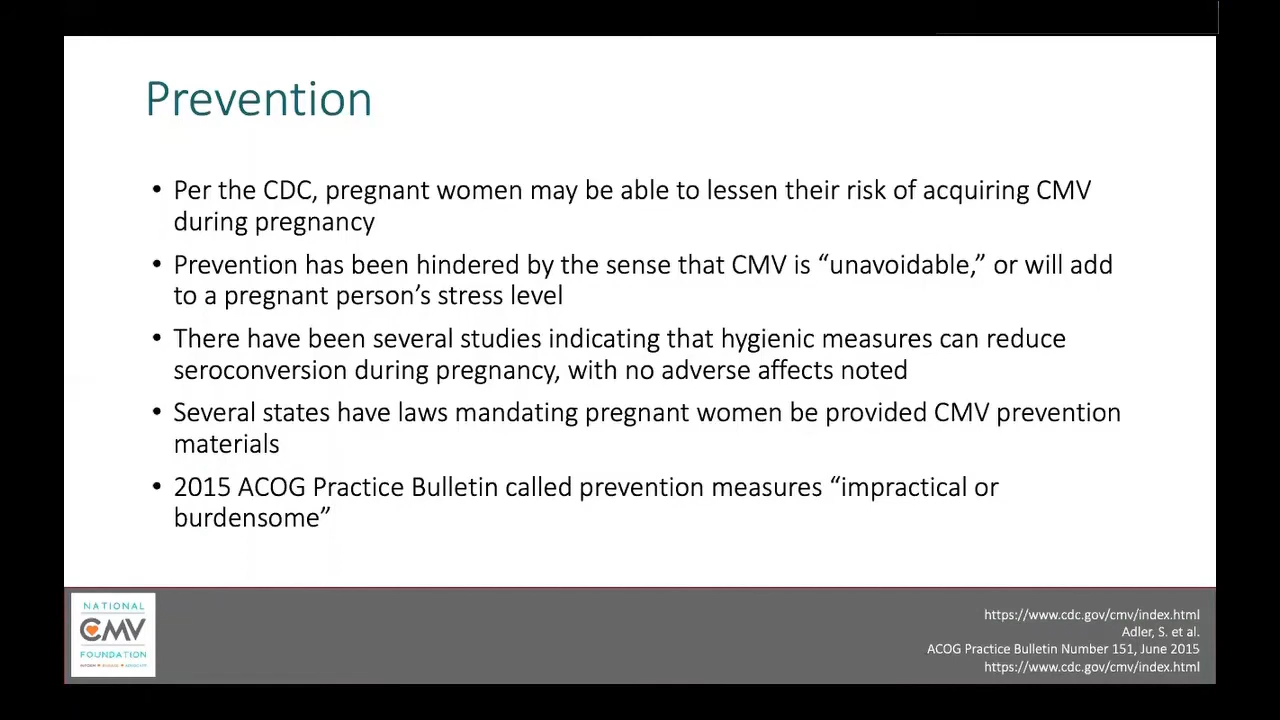 Prevention
• Per the CDC, pregnant women may be able to lessen their risk of acquiring CMV
during pregnancy
• Prevention has been hindered by the sense that CMV is “unavoidable,” or will add
to a pregnant person’s stress level
• There have been several studies indicating that hygienic measures can reduce
seroconversion during pregnancy, with no adverse affects noted
• Several states have laws mandating pregnant women be provided CMV prevention
materials
• 2015 ACOG Practice Bulletin called prevention measures “impractical or
burdensome”
NATIONAL
CMV
FOUNDATION
https://www.cdc.gov/cmv/index.html
Adler, S. et al.
ACOG Practice Bulletin Number 151, June 2015
https://www.cdc.gov/cmv/index.html